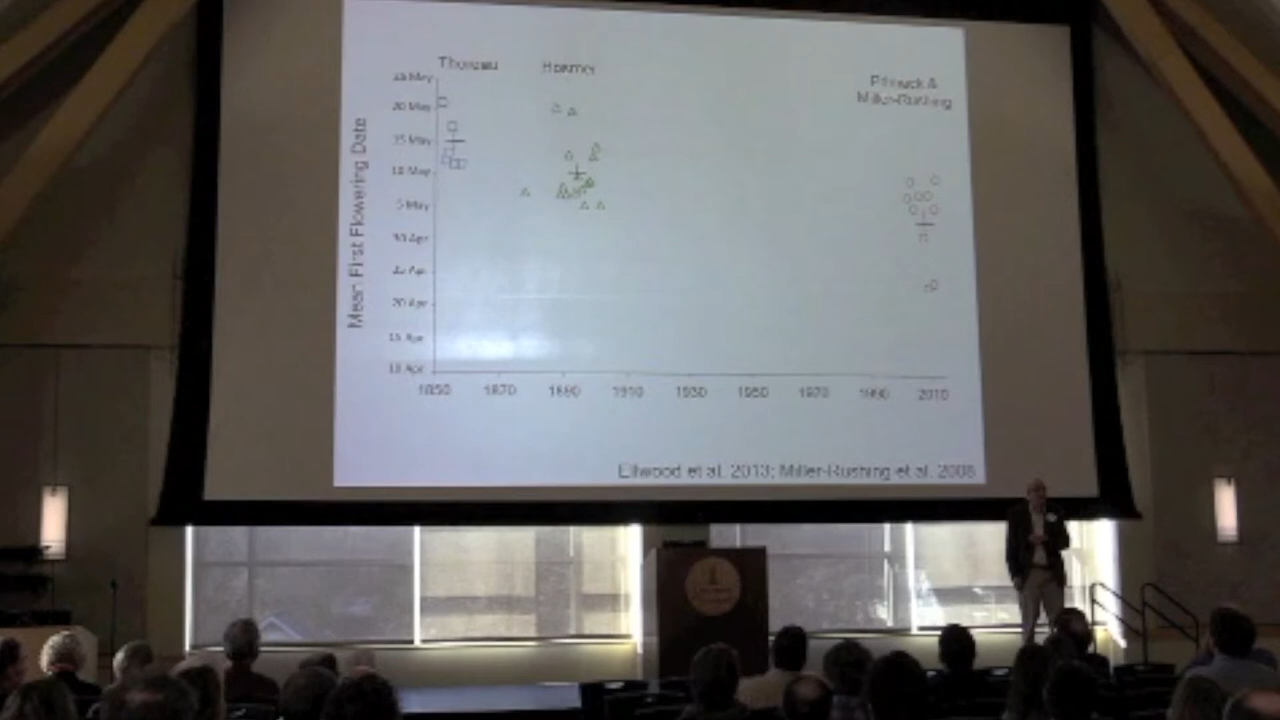 Thoreau
Hosmer
Primack &
Miller-Rushing
Mean First Flowering Date
25 May
20 May
15 May
10 May
5 May
30 Apr
25 Apr
20 Apr
15 Apr
10 Apr
1850 1870 1890 1910 1930 1950 1970 1990 2010
Ellwood et al. 2013; Miller-Rushing et al. 2008